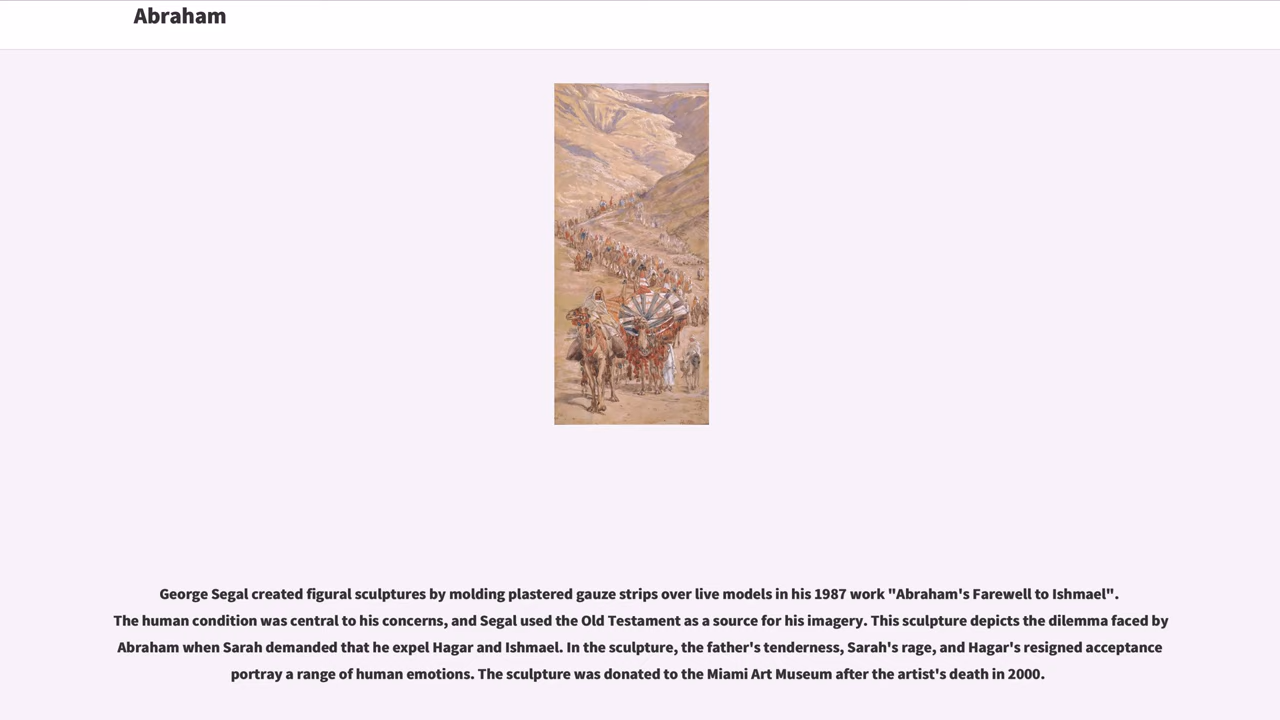 Abraham
George Segal created figural sculptures by molding plastered gauze strips over live models in his 1987 work "Abraham's Farewell to Ishmael".
The human condition was central to his concerns, and Segal used the Old Testament as a source for his imagery. This sculpture depicts the dilemma faced by
Abraham when Sarah demanded that he expel Hagar and Ishmael. In the sculpture, the father's tenderness, Sarah's rage, and Hagar's resigned acceptance
portray a range of human emotions. The sculpture was donated to the Miami Art Museum after the artist's death in 2000.